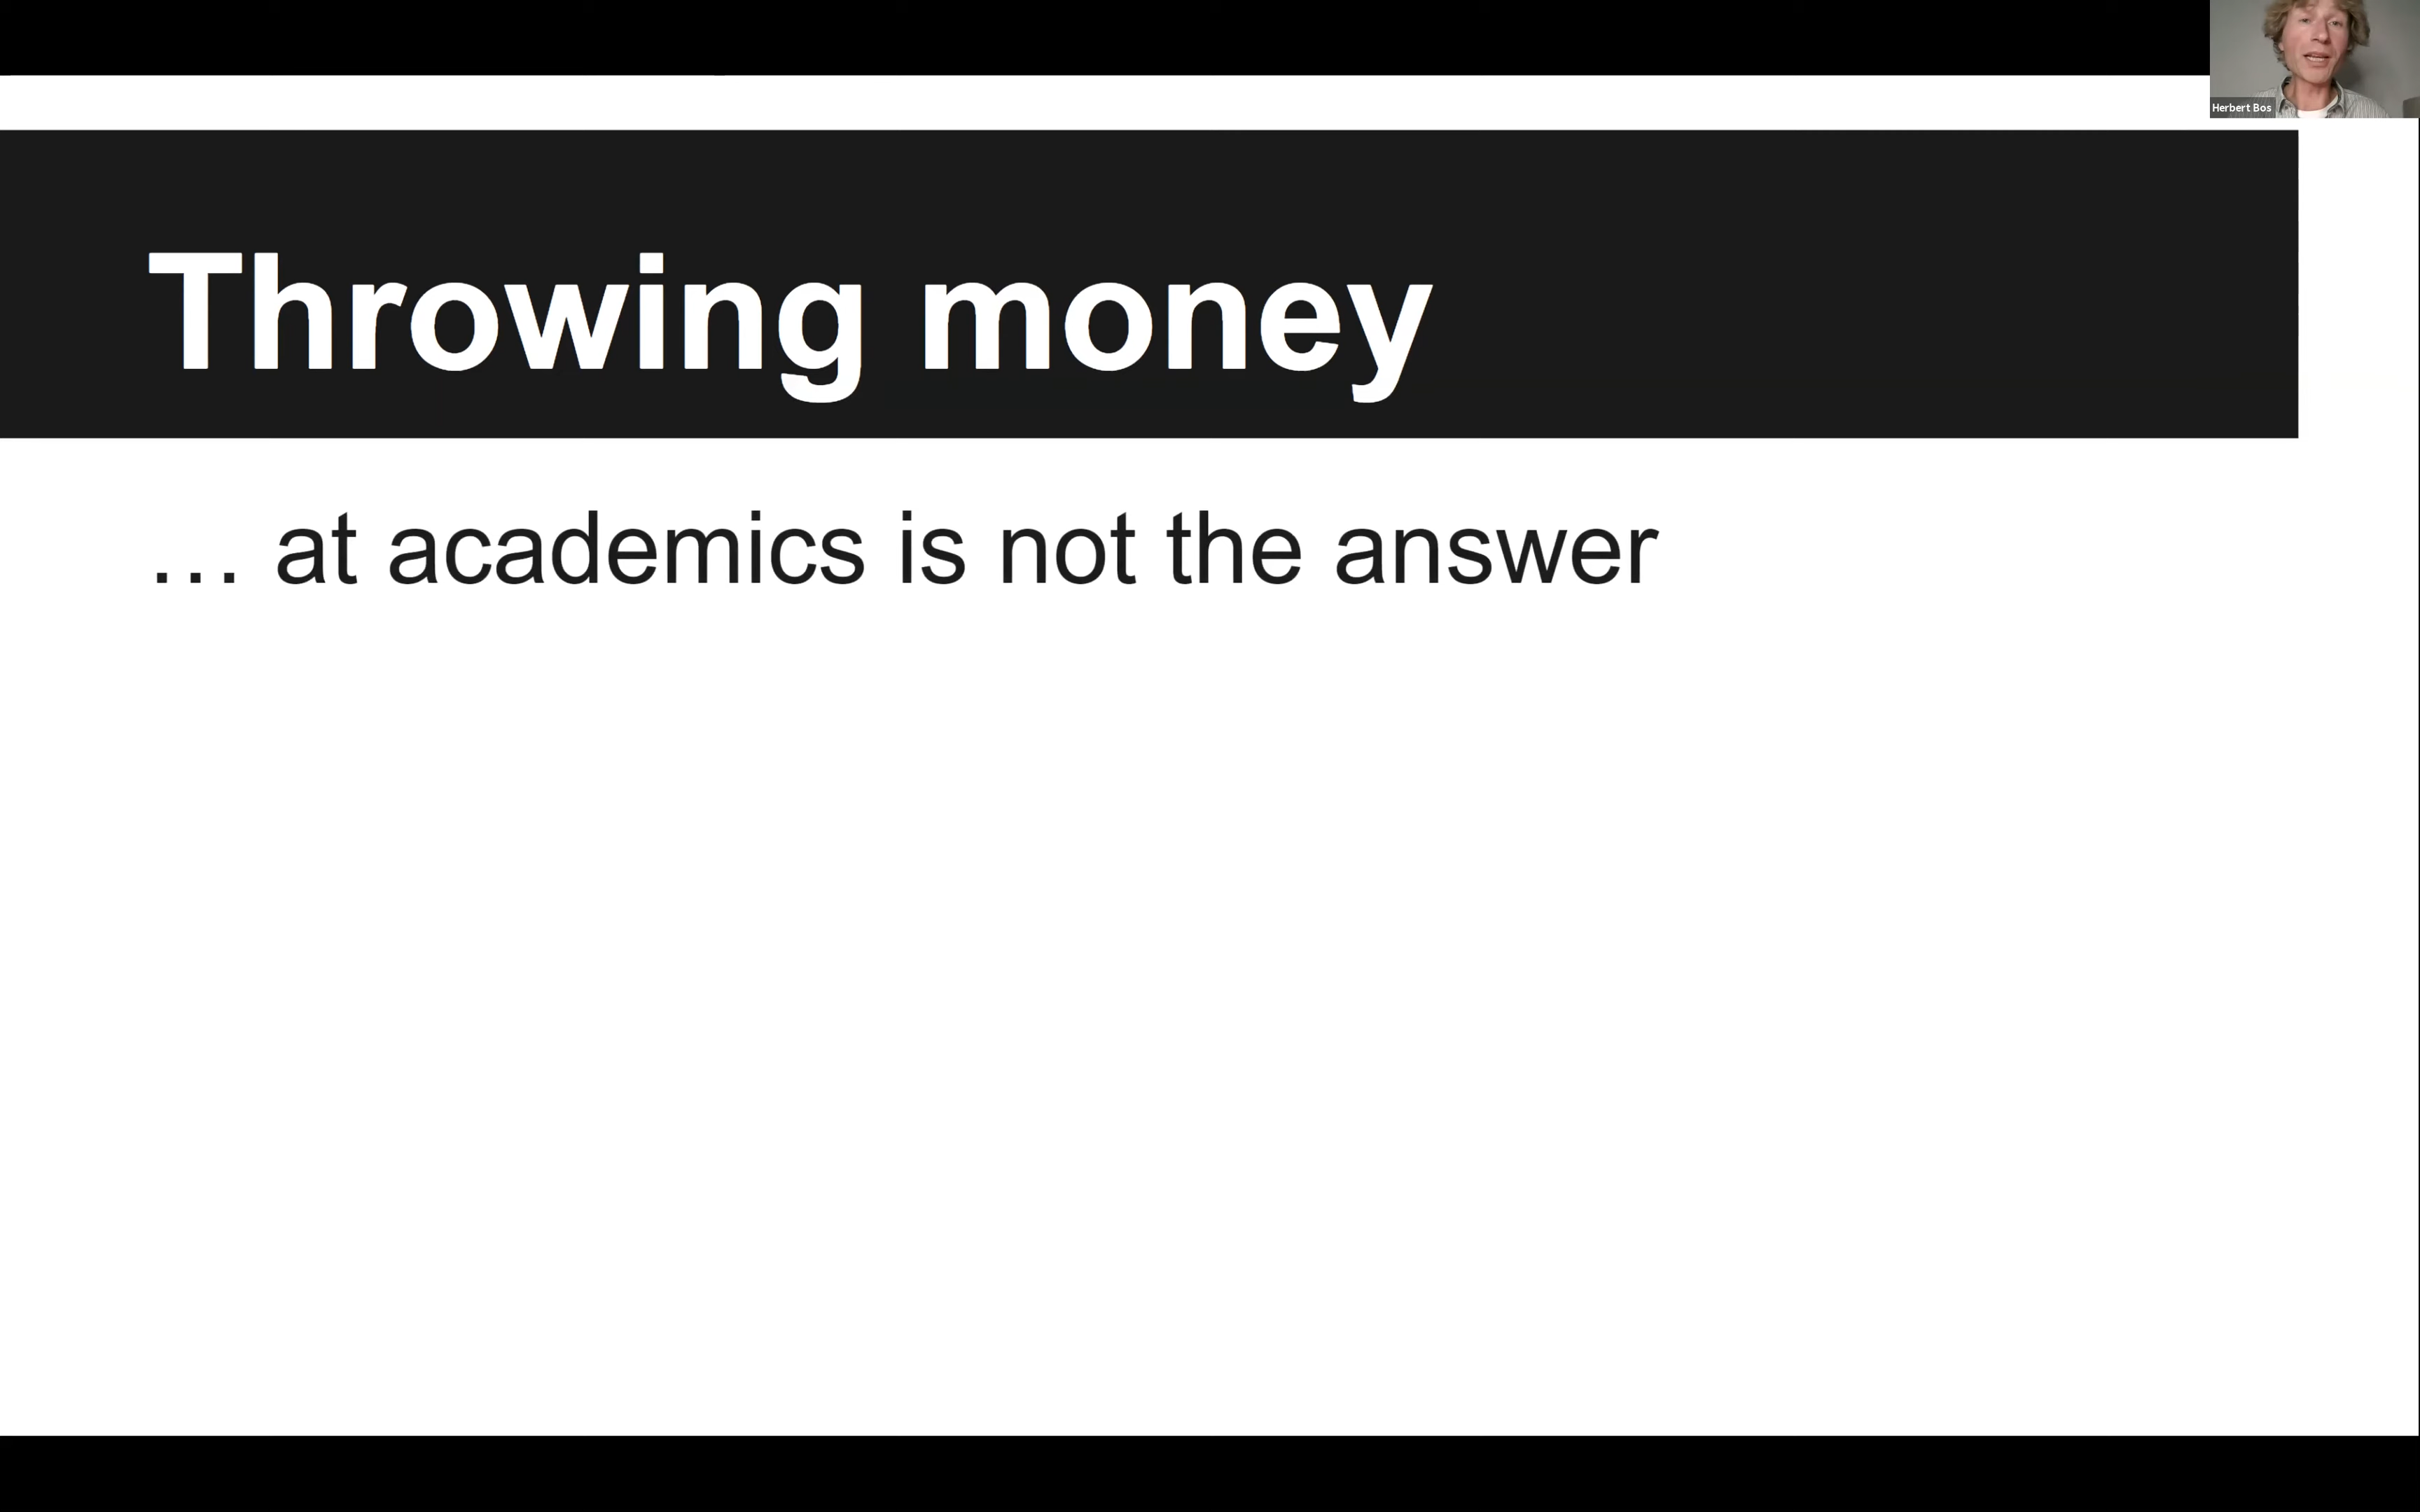 Herbert Bos
Throwing money
… at academics is not the answer